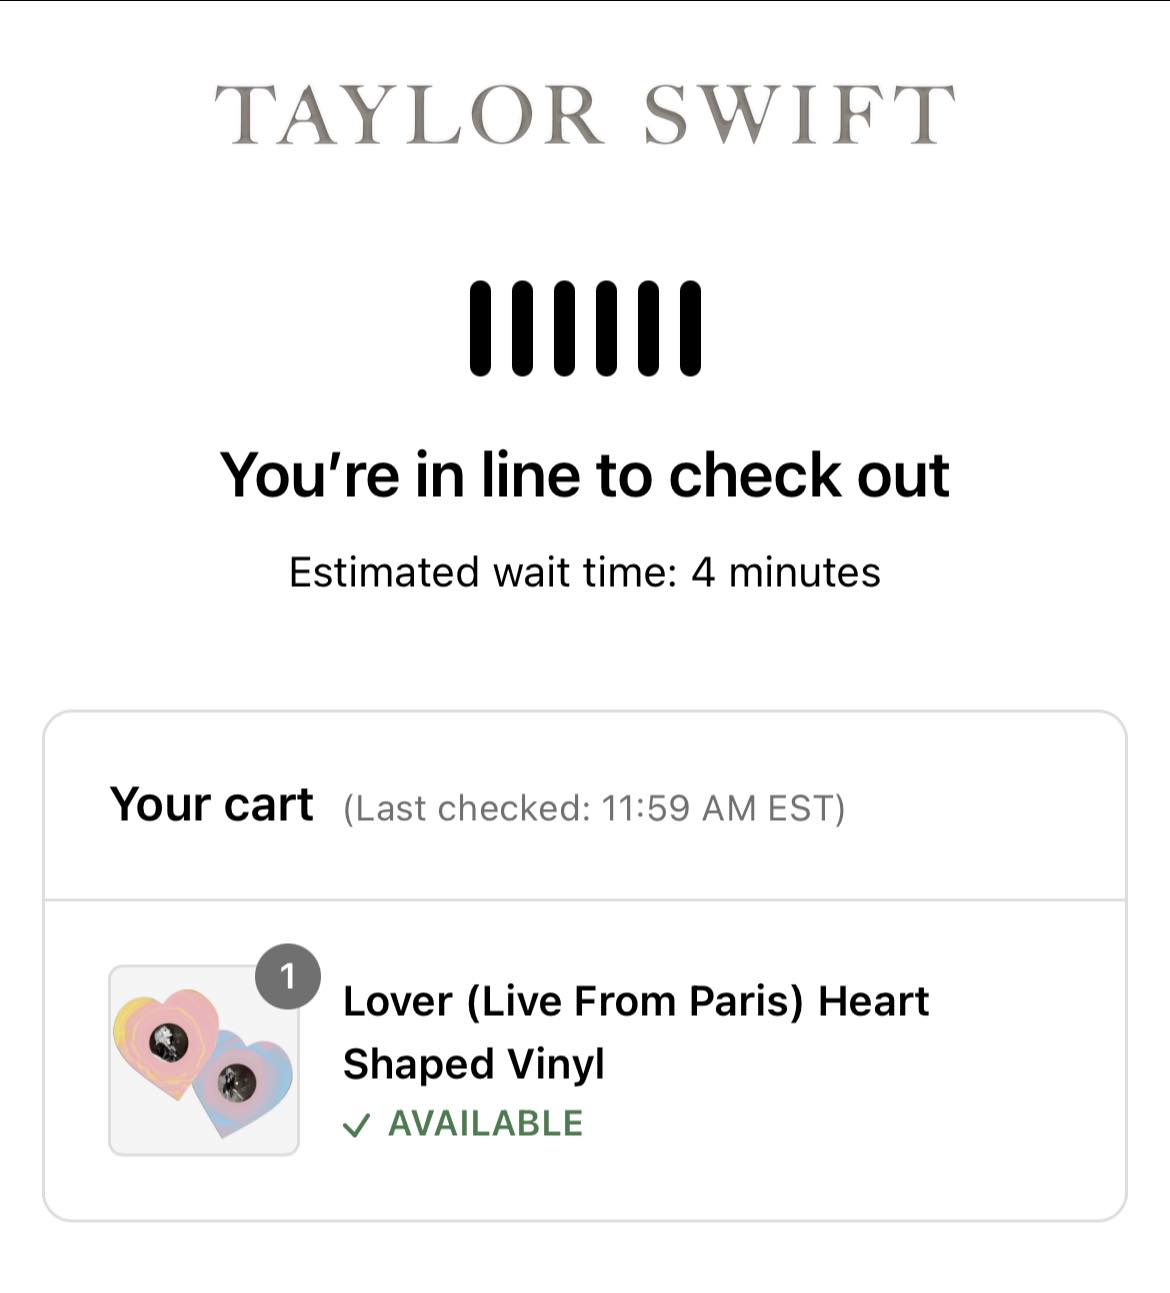 TAYLOR SWIFT
You’re in line to check out
Estimated wait time: 4 minutes
Your cart (Last checked: 11:59 AM EST)
1
Lover (Live From Paris) Heart
Shaped Vinyl
✓ AVAILABLE